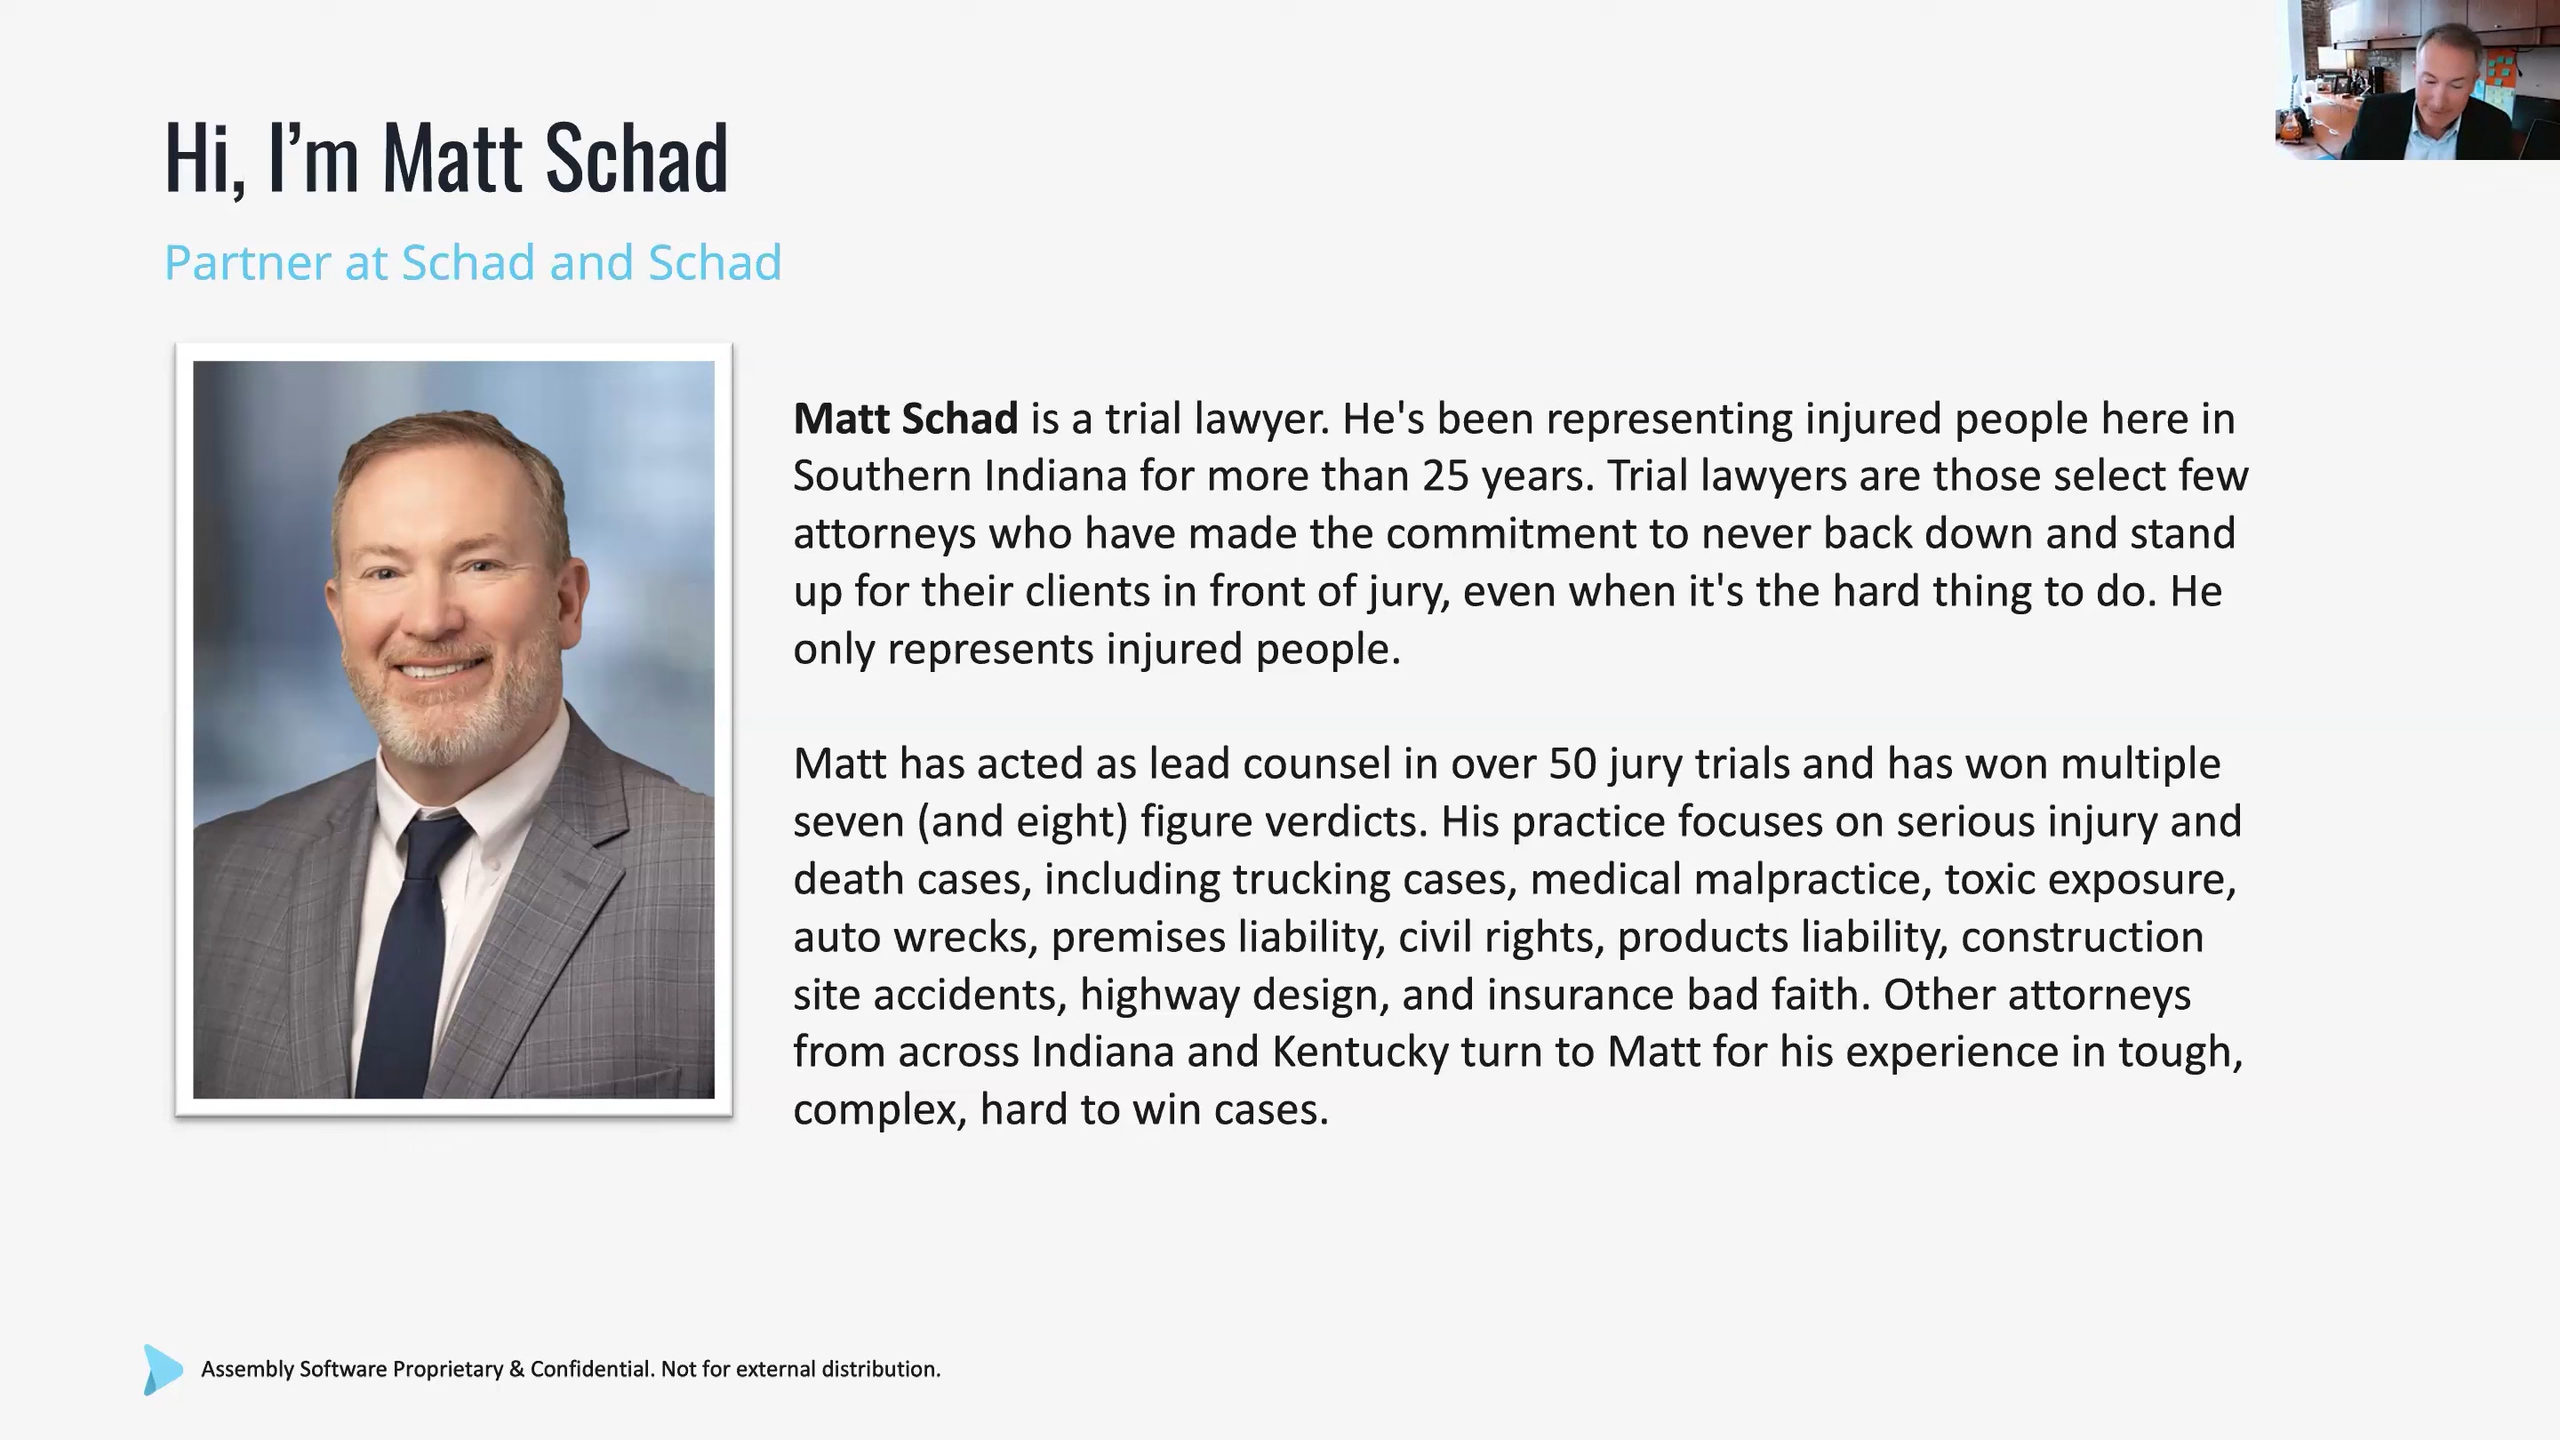 Hi, I’m Matt Schad
Partner at Schad and Schad
Matt Schad is a trial lawyer. He's been representing injured people here in
Southern Indiana for more than 25 years. Trial lawyers are those select few
attorneys who have made the commitment to never back down and stand
up for their clients in front of jury, even when it's the hard thing to do. He
only represents injured people.
Matt has acted as lead counsel in over 50 jury trials and has won multiple
seven (and eight) figure verdicts. His practice focuses on serious injury and
death cases, including trucking cases, medical malpractice, toxic exposure,
auto wrecks, premises liability, civil rights, products liability, construction
site accidents, highway design, and insurance bad faith. Other attorneys
from across Indiana and Kentucky turn to Matt for his experience in tough,
complex, hard to win cases.
Assembly Software Proprietary & Confidential. Not for external distribution.